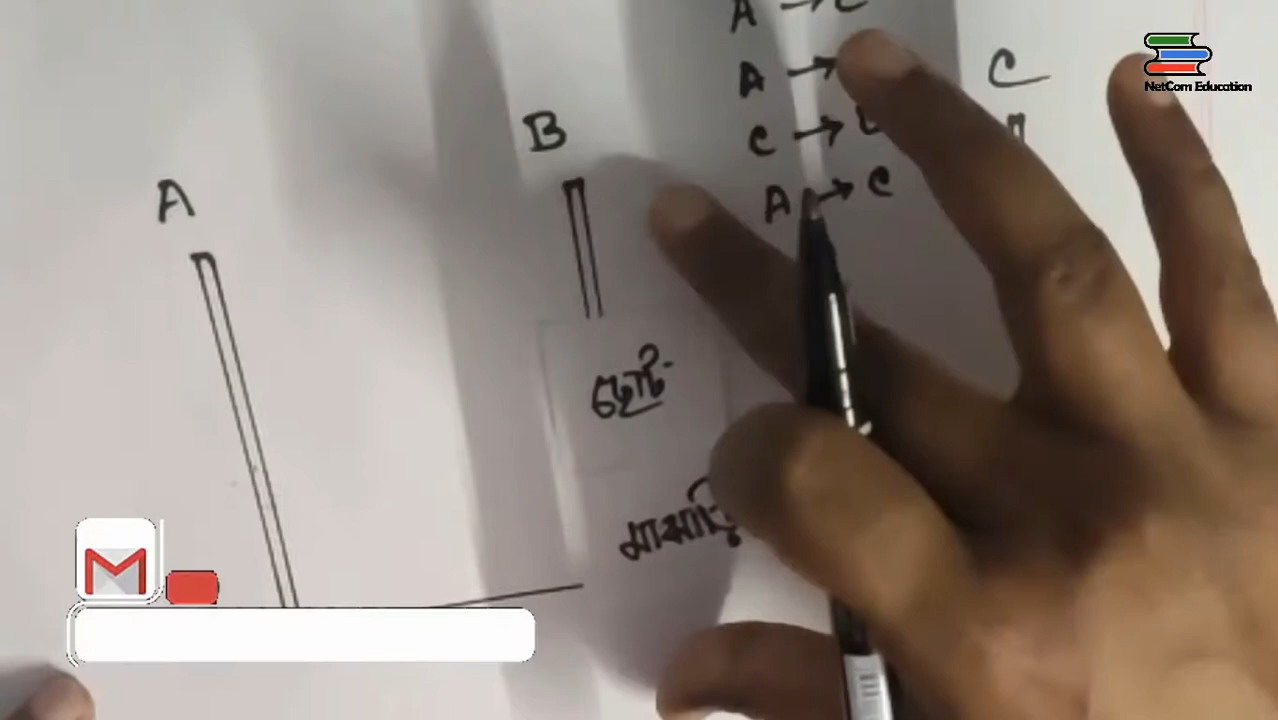 A → C
NetCom Education
A →
C
B
C →
A
A → C
ছোট